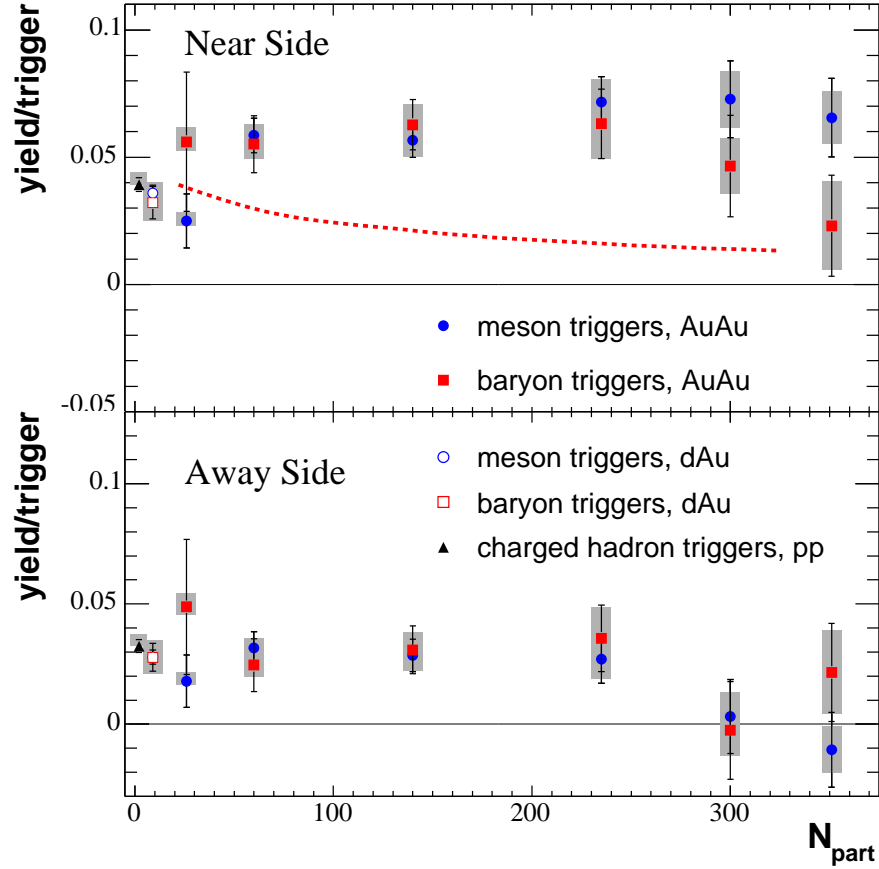 0.1
Near Side
yield/trigger
0.05
0
meson triggers, AuAu
baryon triggers, AuAu
-0.05
Away Side
yield/trigger
meson triggers, dAu
0.1
baryon triggers, dAu
charged hadron triggers, pp
0.05
0
0 100 200 300
N_part